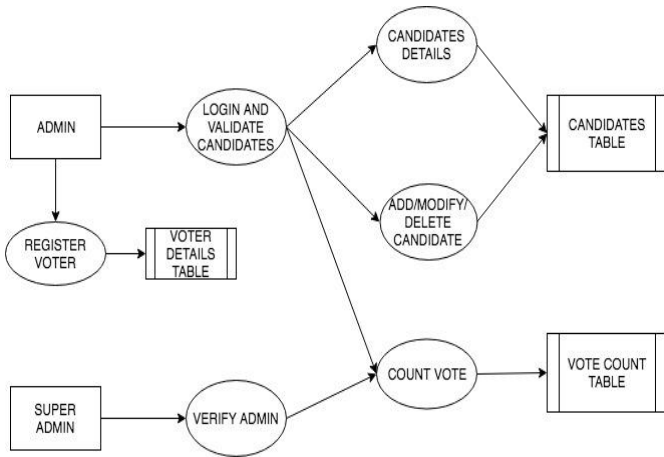 CANDIDATES
DETAILS
ADMIN
LOGIN AND
VALIDATE
CANDIDATES
CANDIDATES
TABLE
REGISTER
VOTER
VOTER
DETAILS
TABLE
ADD/MODIFY/
DELETE
CANDIDATE
SUPER
ADMIN
VERIFY ADMIN
COUNT VOTE
VOTE COUNT
TABLE